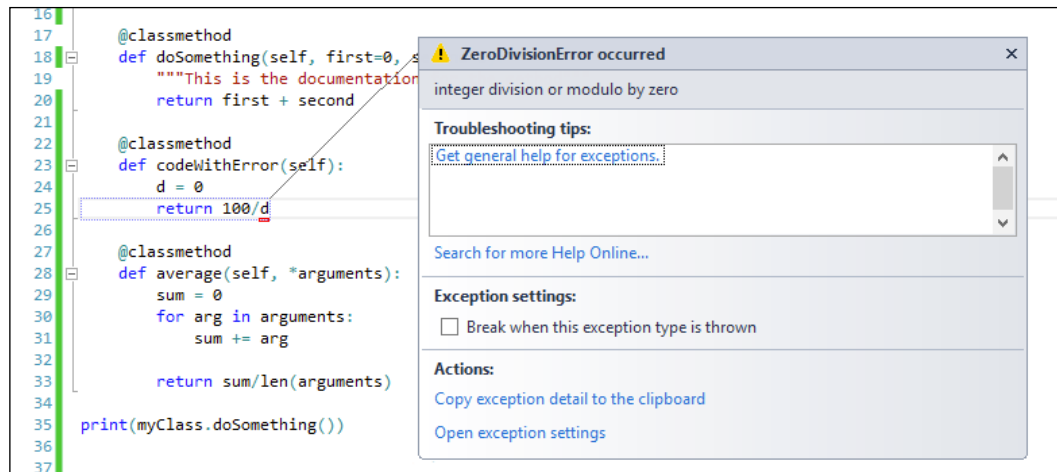 16
17 @classmethod
18 def doSomething(self, first=0, s
19 """This is the documentation
20 return first + second
21
22 @classmethod
23 def codeWithError(self):
24 d = 0
25 return 100/d
26
27 @classmethod
28 def average(self, *arguments):
29 sum = 0
30 for arg in arguments:
31 sum += arg
32
33 return sum/len(arguments)
34
35 print(myClass.doSomething())
36
37
ZeroDivisionError occurred
integer division or modulo by zero
Troubleshooting tips:
Get general help for exceptions.
Search for more Help Online...
Exception settings:
Break when this exception type is thrown
Actions:
Copy exception detail to the clipboard
Open exception settings